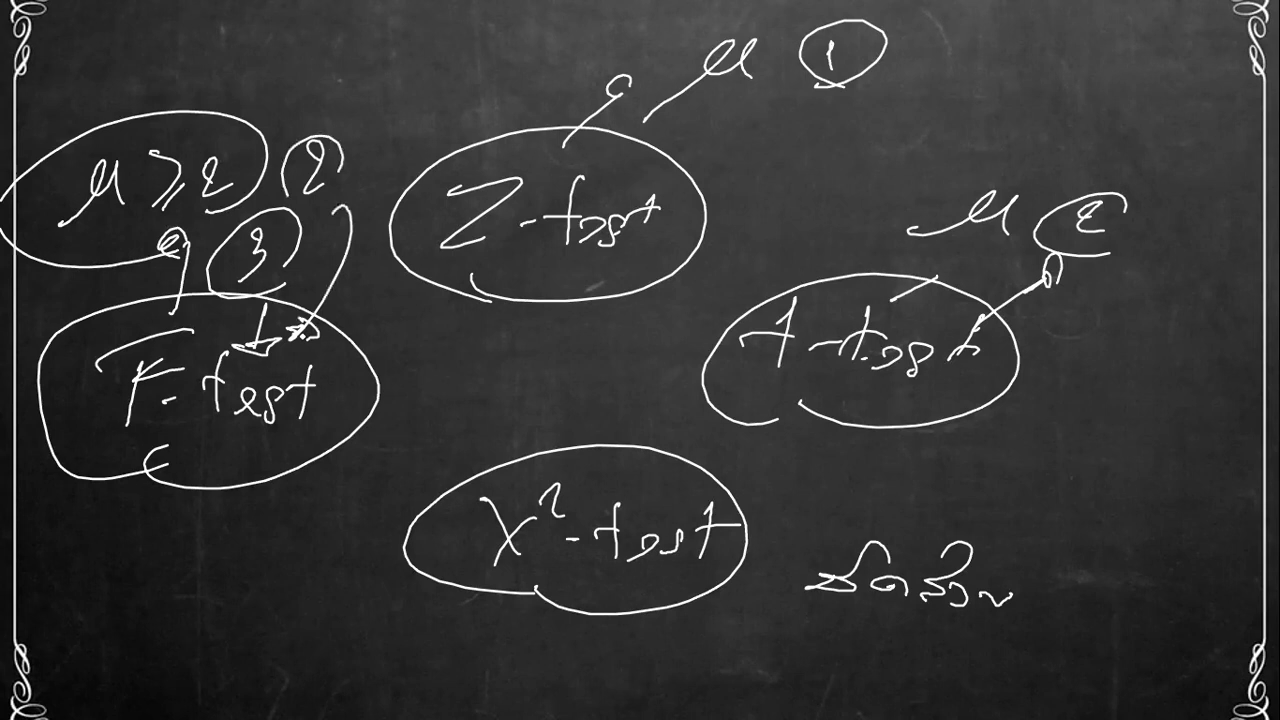 μ ①
μ ≥ 2 ②
Z-test
μ ②
③
F-test
t-test
χ²-test